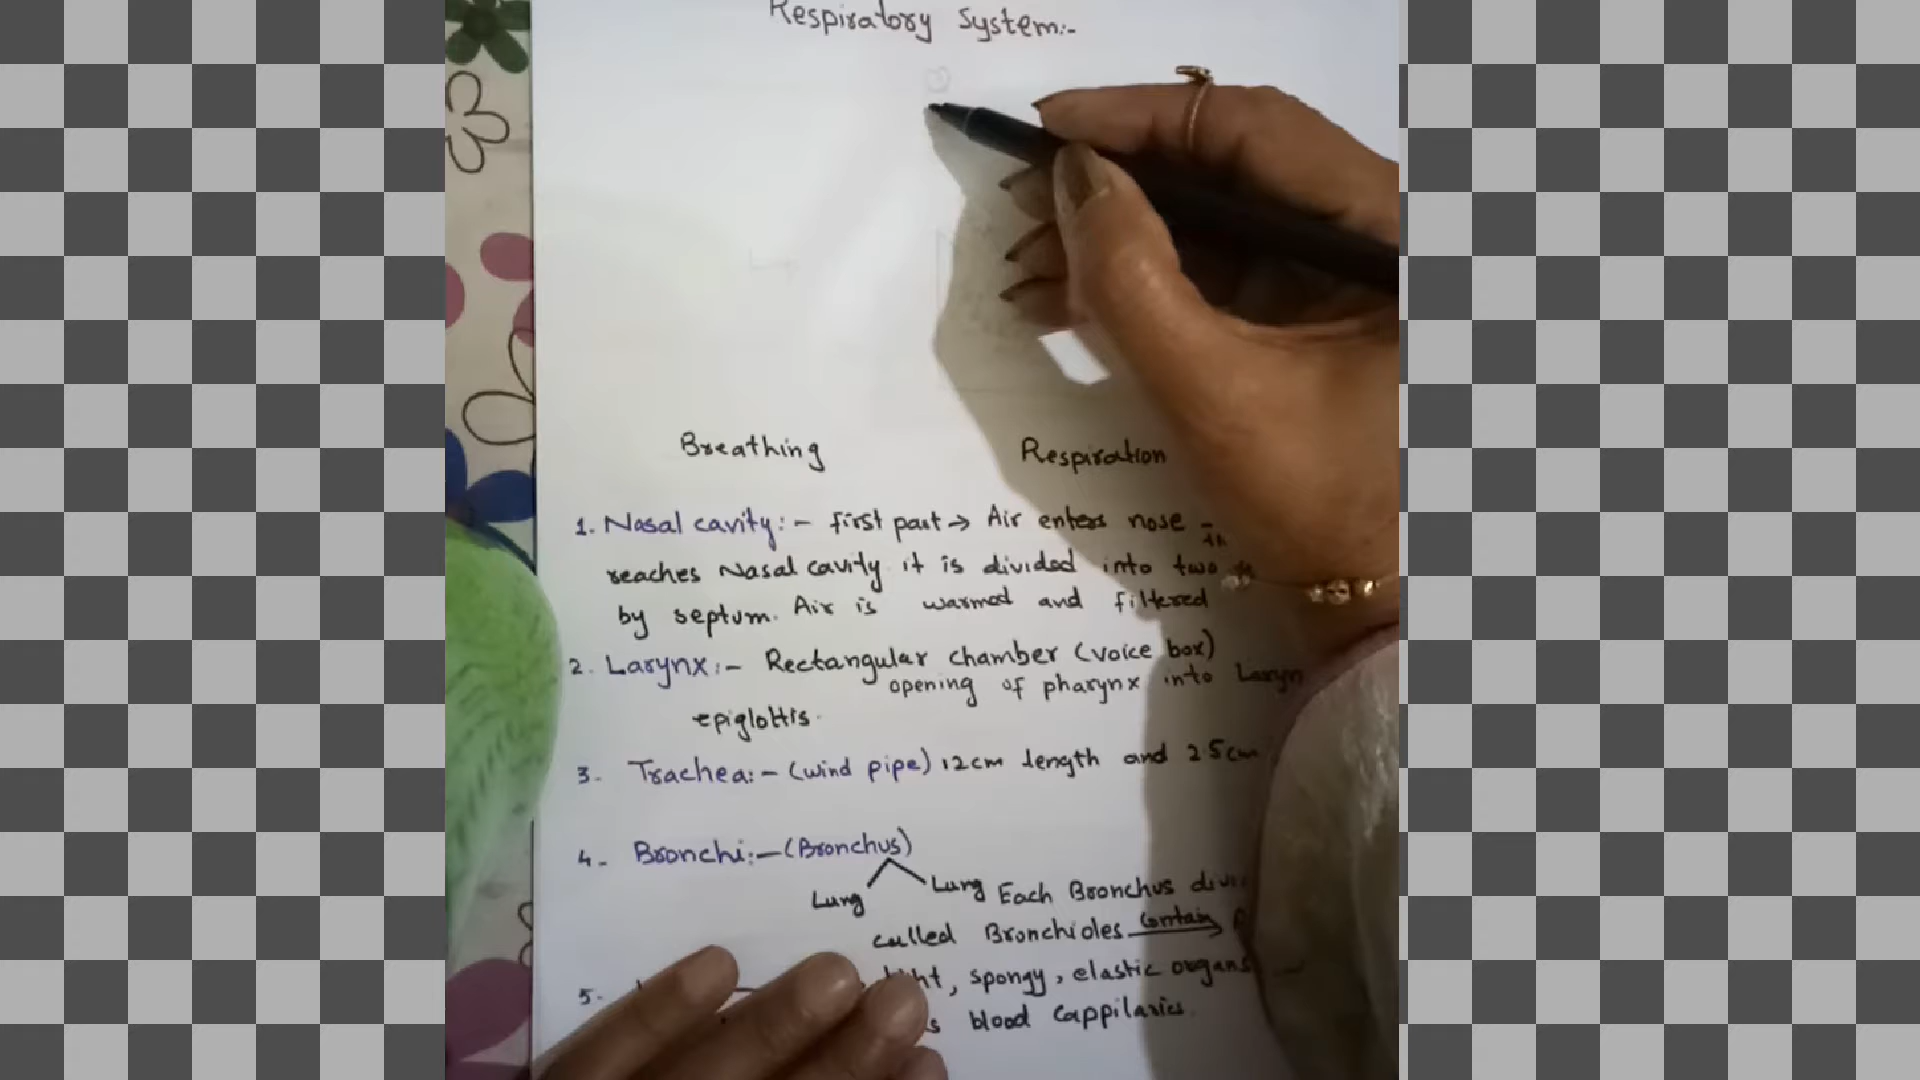 Respiratory System:-
Breathing Respiration
1. Nasal cavity:- first part → Air enters nose -
reaches Nasal cavity it is divided into two
by septum. Air is warmed and filtered
2. Larynx:- Rectangular chamber (voice box)
opening of pharynx into Laryn
epiglottis.
3. Trachea:- (wind pipe) 12cm length and 2.5cm
4. Bronchi:- (Bronchus)
Lung Lung Each Bronchus divi
called Bronchioles contain
5. spongy, elastic organs
blood cappilaries.